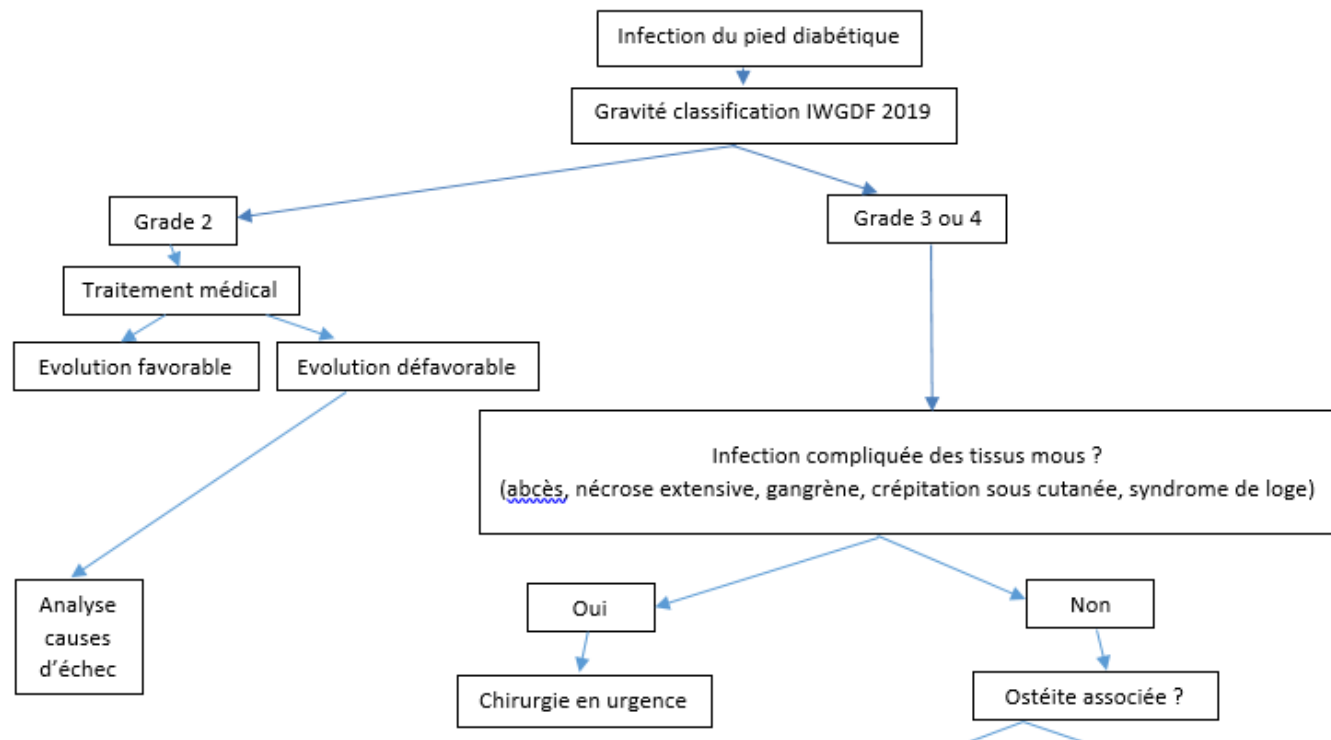 Infection du pied diabétique
Gravité classification IWGDF 2019
Grade 2
Grade 3 ou 4
Traitement médical
Evolution favorable
Evolution défavorable
Infection compliquée des tissus mous ?
(abcès, nécrose extensive, gangrène, crépitation sous cutanée, syndrome de loge)
Analyse
causes
d’échec
Oui
Non
Chirurgie en urgence
Ostéite associée ?